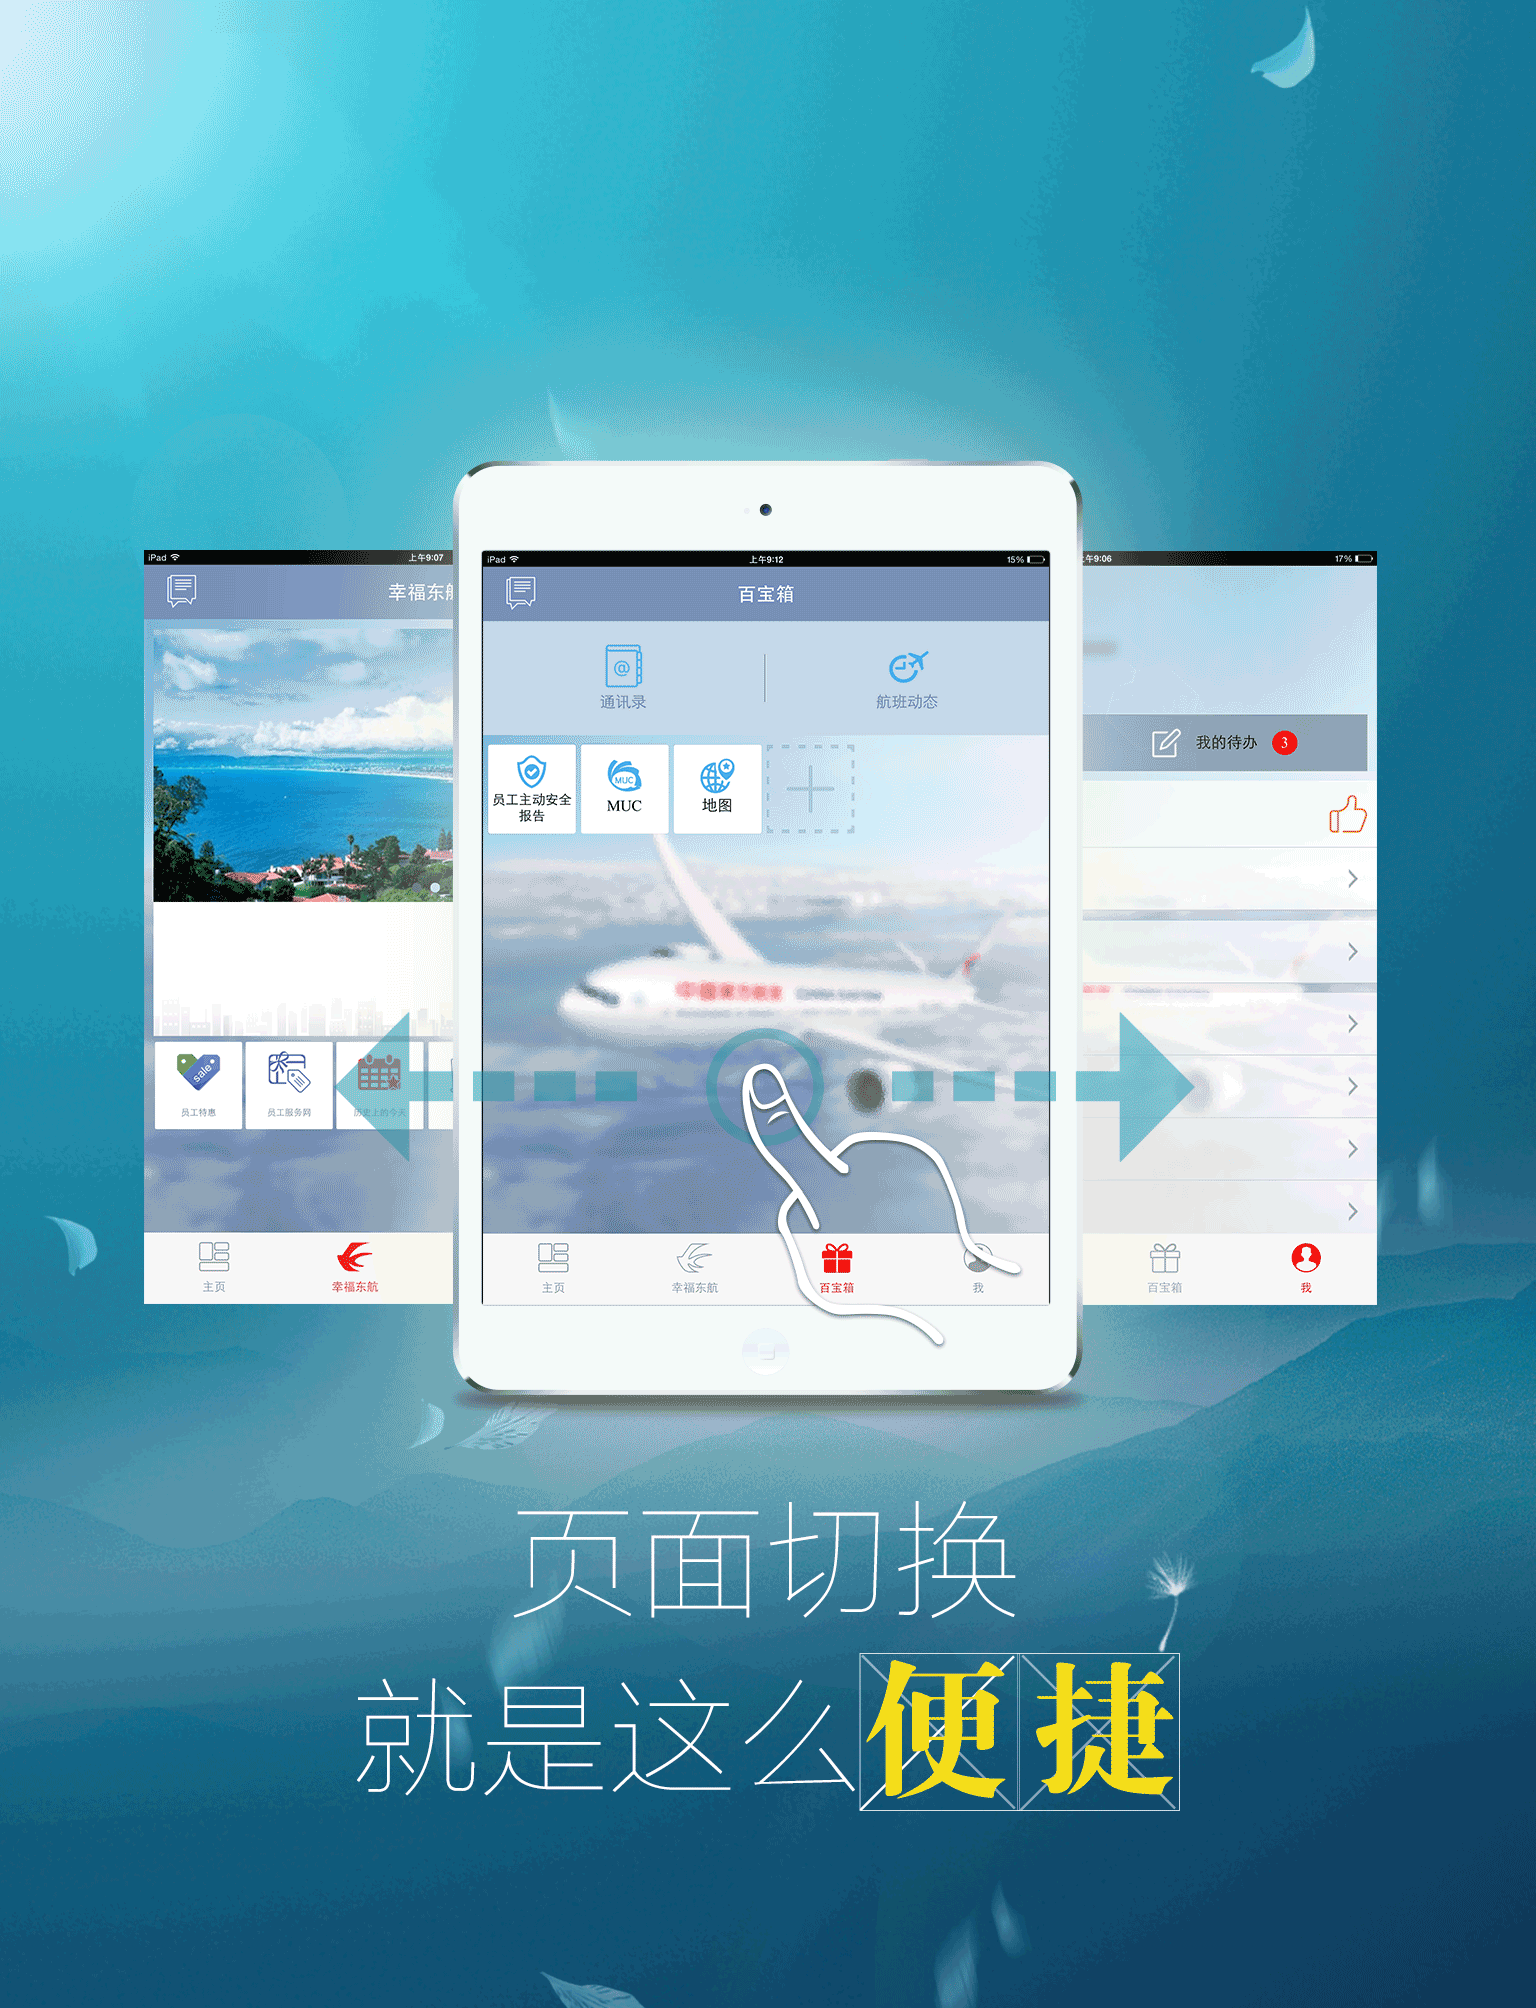 iPad 上午9:07
幸福东航
sale
员工特惠 员工服务网 历史上的今天
主页 幸福东航
iPad 上午9:12 15%
百宝箱
@
通讯录 航班动态
员工主动安全
报告
MUC
MUC
地图
主页 幸福东航 百宝箱 我
午9:06 17%
我的待办 3
百宝箱 我
页面切换
就是这么便捷